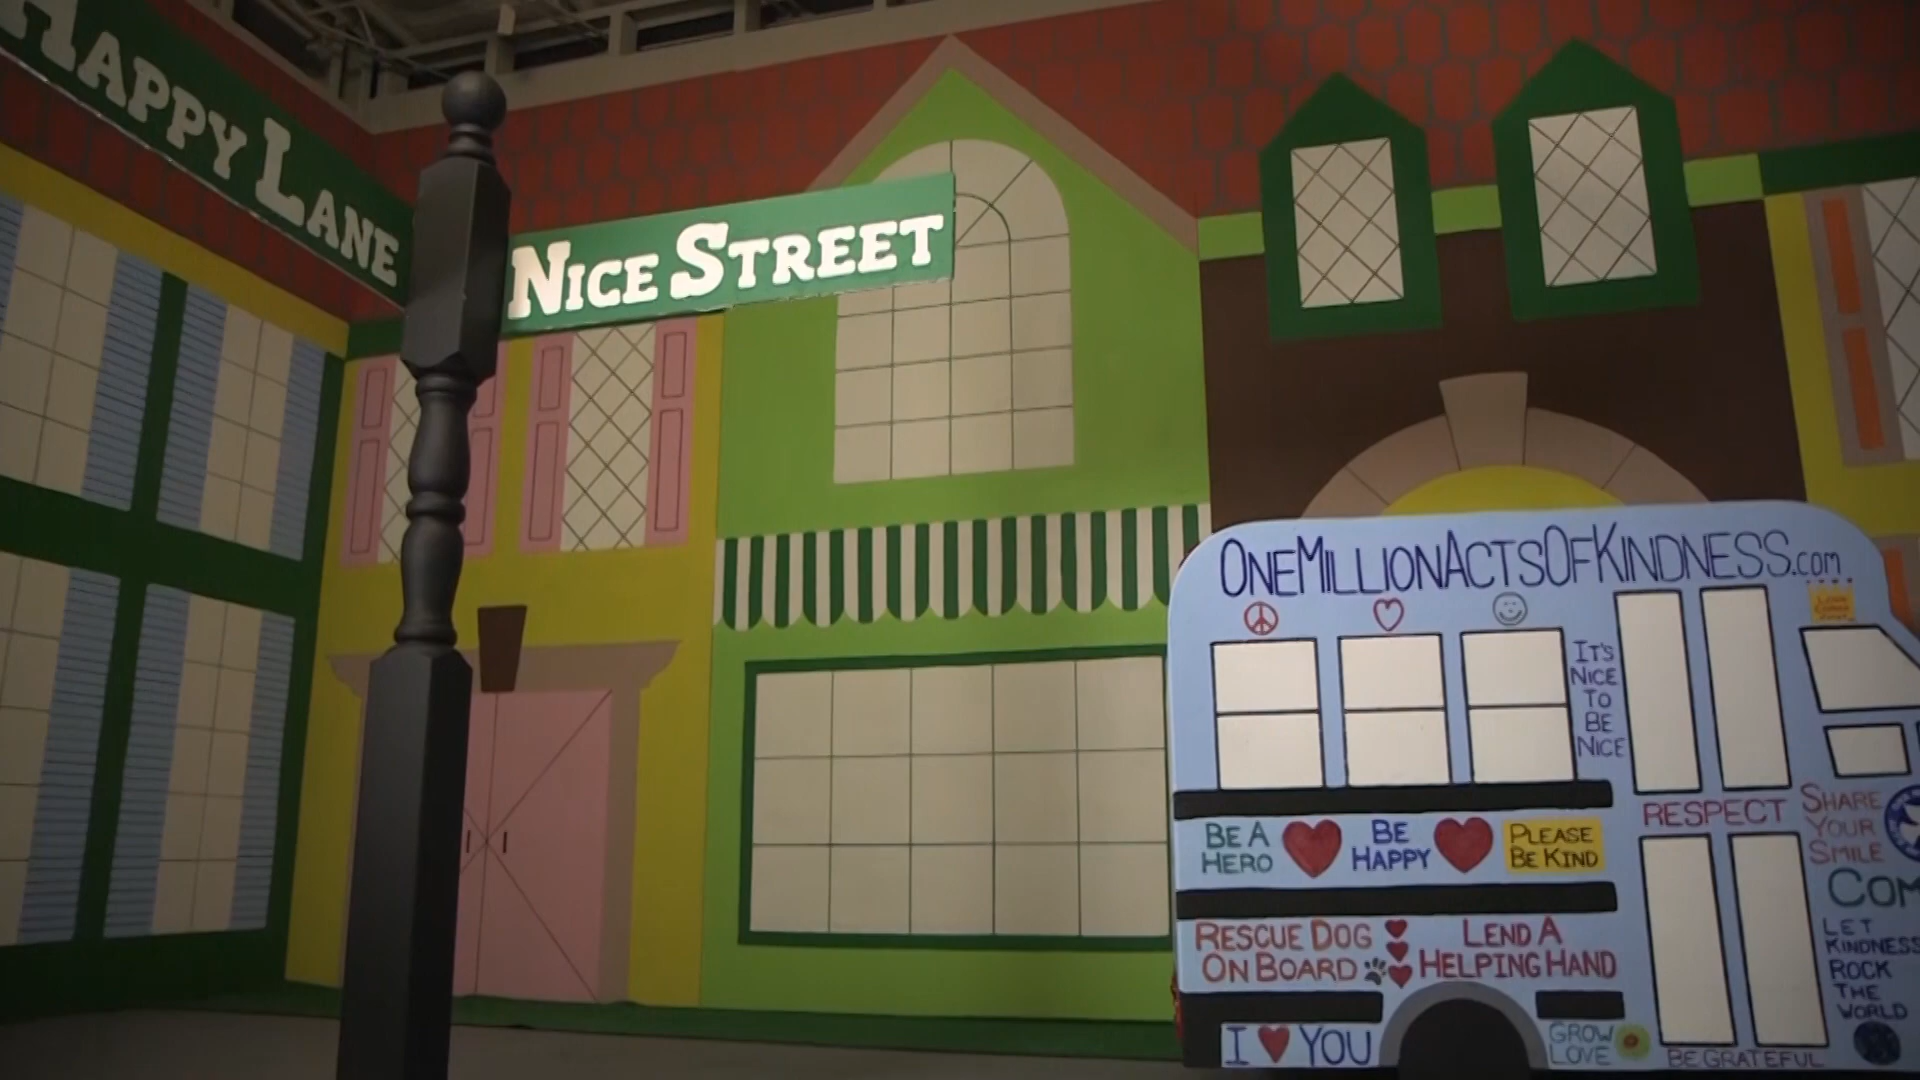 HAPPY LANE
NICE STREET
ONEMILLIONACTSOFKINDNESS.com
IT'S
NICE
TO
BE
NICE
RESPECT
SHARE
YOUR
SMILE
BE A
HERO
BE
HAPPY
PLEASE
BE KIND
COM
RESCUE DOG
ON BOARD
LEND A
HELPING HAND
LET
KINDNESS
ROCK
THE
WORLD
I ❤ YOU
GROW
LOVE
BE GRATEFUL